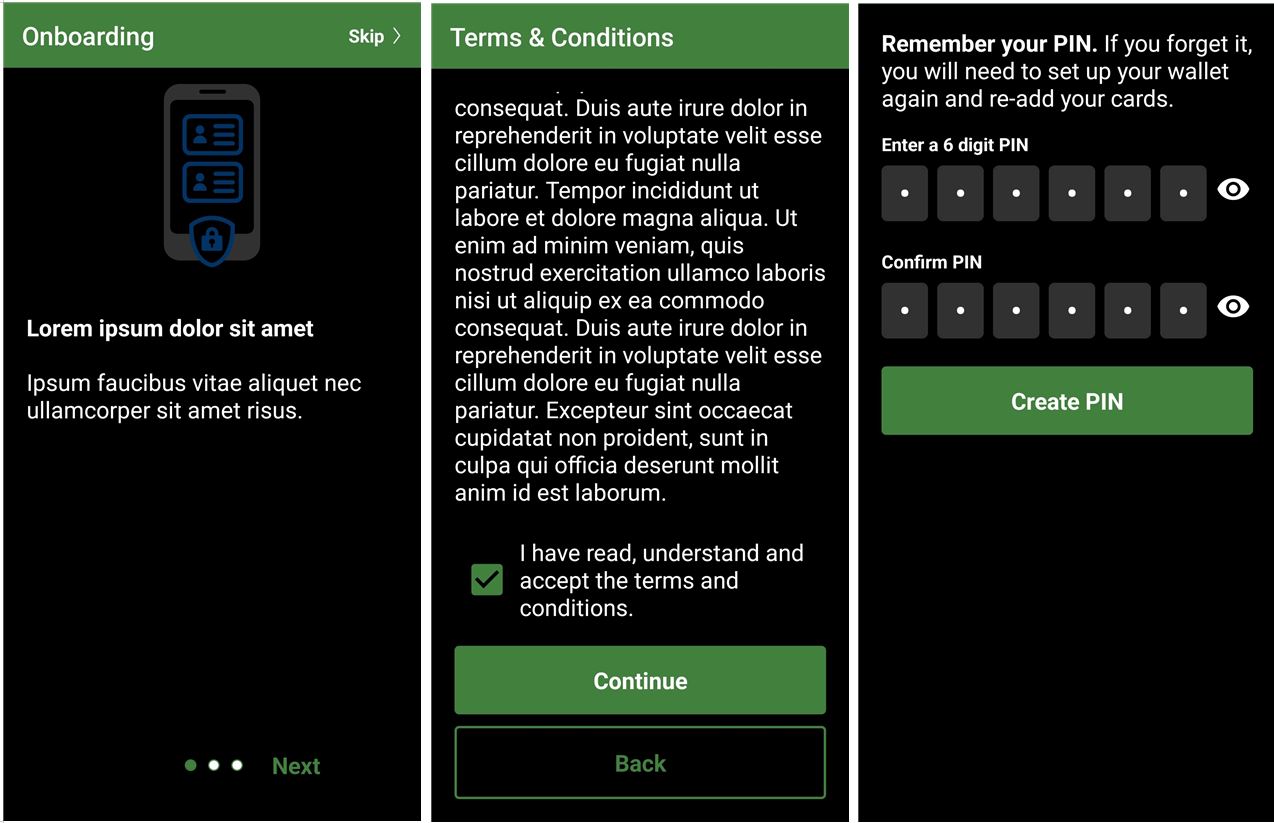 Onboarding
Skip
Lorem ipsum dolor sit amet
Ipsum faucibus vitae aliquet nec
ullamcorper sit amet risus.
Next
Terms & Conditions
consequat. Duis aute irure dolor in
reprehenderit in voluptate velit esse
cillum dolore eu fugiat nulla
pariatur. Tempor incididunt ut
labore et dolore magna aliqua. Ut
enim ad minim veniam, quis
nostrud exercitation ullamco laboris
nisi ut aliquip ex ea commodo
consequat. Duis aute irure dolor in
reprehenderit in voluptate velit esse
cillum dolore eu fugiat nulla
pariatur. Excepteur sint occaecat
cupidatat non proident, sunt in
culpa qui officia deserunt mollit
anim id est laborum.
I have read, understand and
accept the terms and
conditions.
Continue
Back
Remember your PIN. If you forget it,
you will need to set up your wallet
again and re-add your cards.
Enter a 6 digit PIN
Confirm PIN
Create PIN